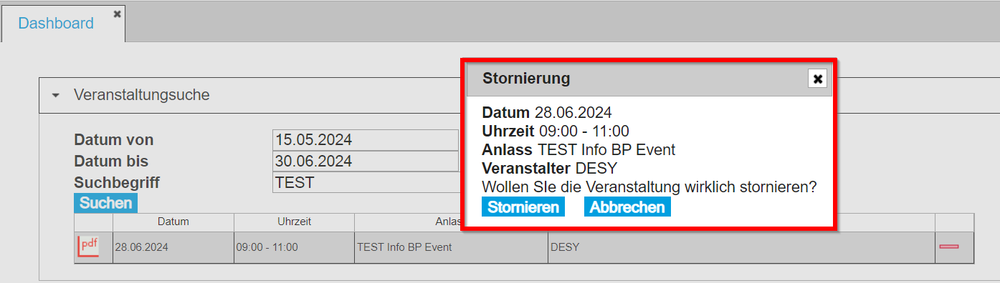 Dashboard
Veranstaltungsuche
Datum von 15.05.2024
Datum bis 30.06.2024
Suchbegriff TEST
Suchen
Stornierung
Datum 28.06.2024
Uhrzeit 09:00 - 11:00
Anlass TEST Info BP Event
Veranstalter DESY
Wollen SIe die Veranstaltung wirklich stornieren?
Stornieren Abbrechen
Datum Uhrzeit Anlas
pdf 28.06.2024 09:00 - 11:00 TEST Info BP Event DESY